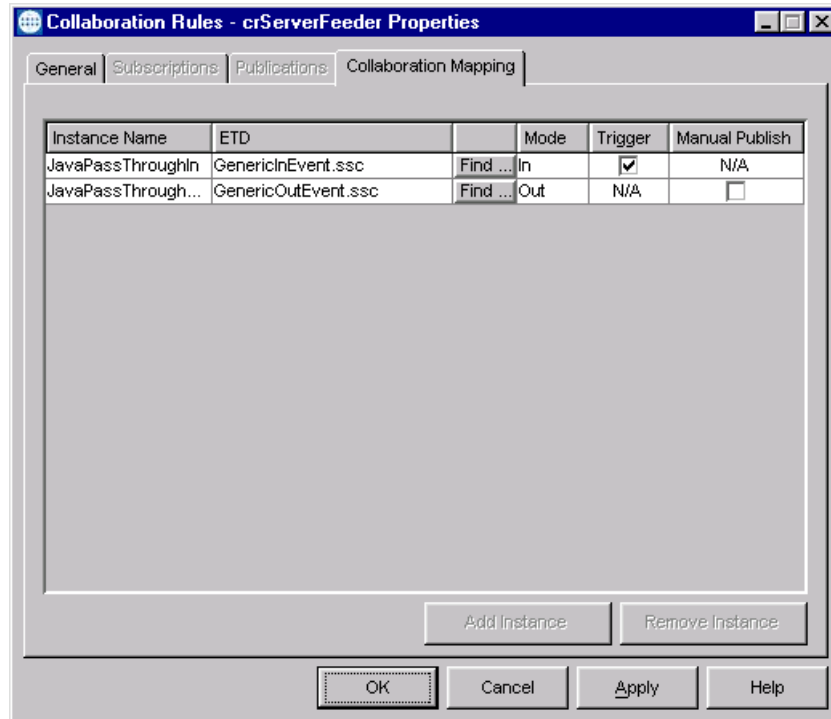 Collaboration Rules - crServerFeeder Properties
General Subscriptions Publications Collaboration Mapping
Instance Name ETD Mode Trigger Manual Publish
JavaPassThroughIn GenericInEvent.ssc Find ... In N/A
JavaPassThrough... GenericOutEvent.ssc Find ... Out N/A
Add Instance Remove Instance
OK Cancel Apply Help